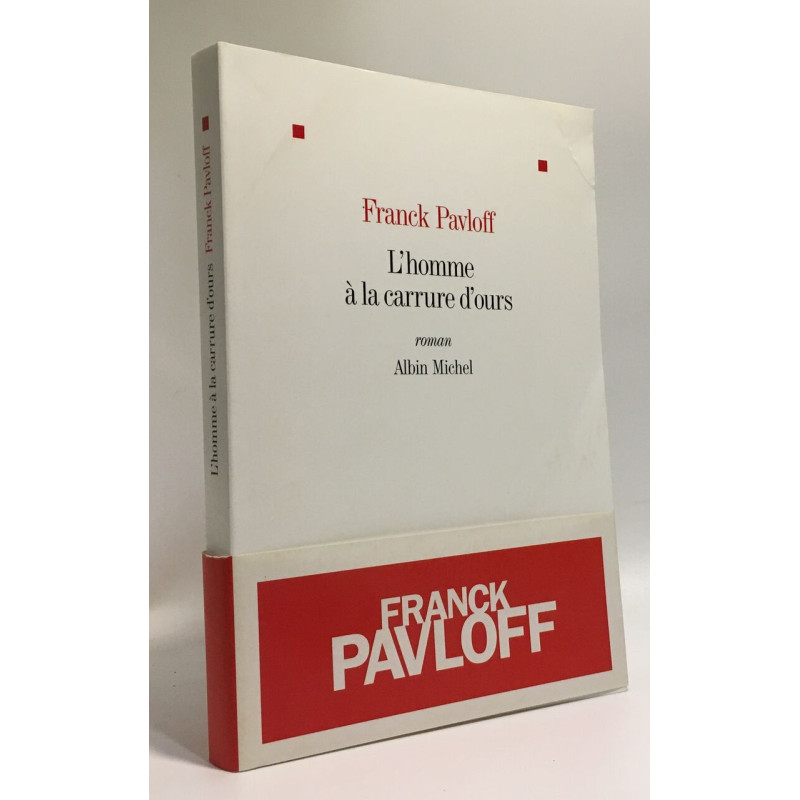 Franck Pavloff
L'homme
à la carrure d'ours
roman
Albin Michel
FRANCK
PAVLOFF
L'homme à la carrure d'ours Franck Pavloff